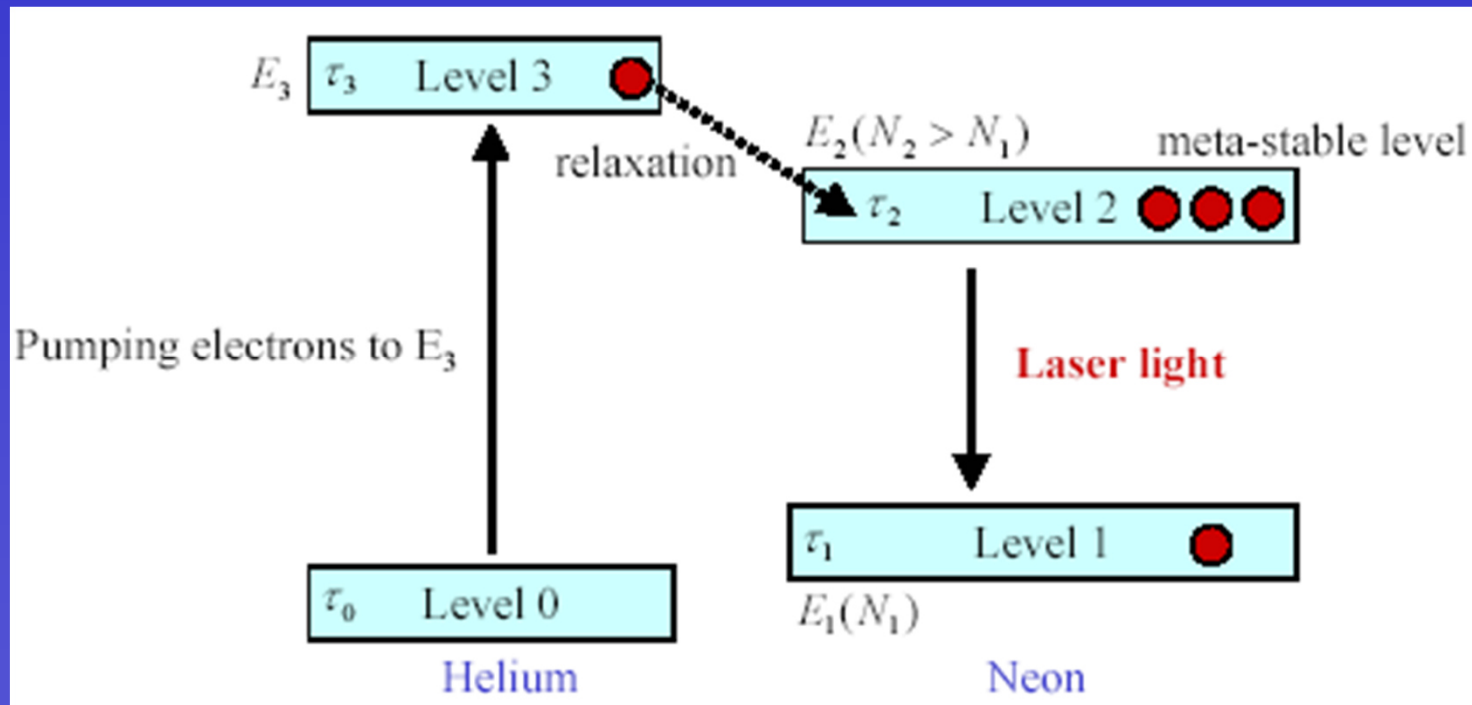 E₃ τ₃ Level 3
relaxation
E₂(N₂ > N₁)
meta-stable level
τ₂ Level 2
Pumping electrons to E₃
Laser light
τ₁ Level 1
E₁(N₁)
τ₀ Level 0
Helium
Neon